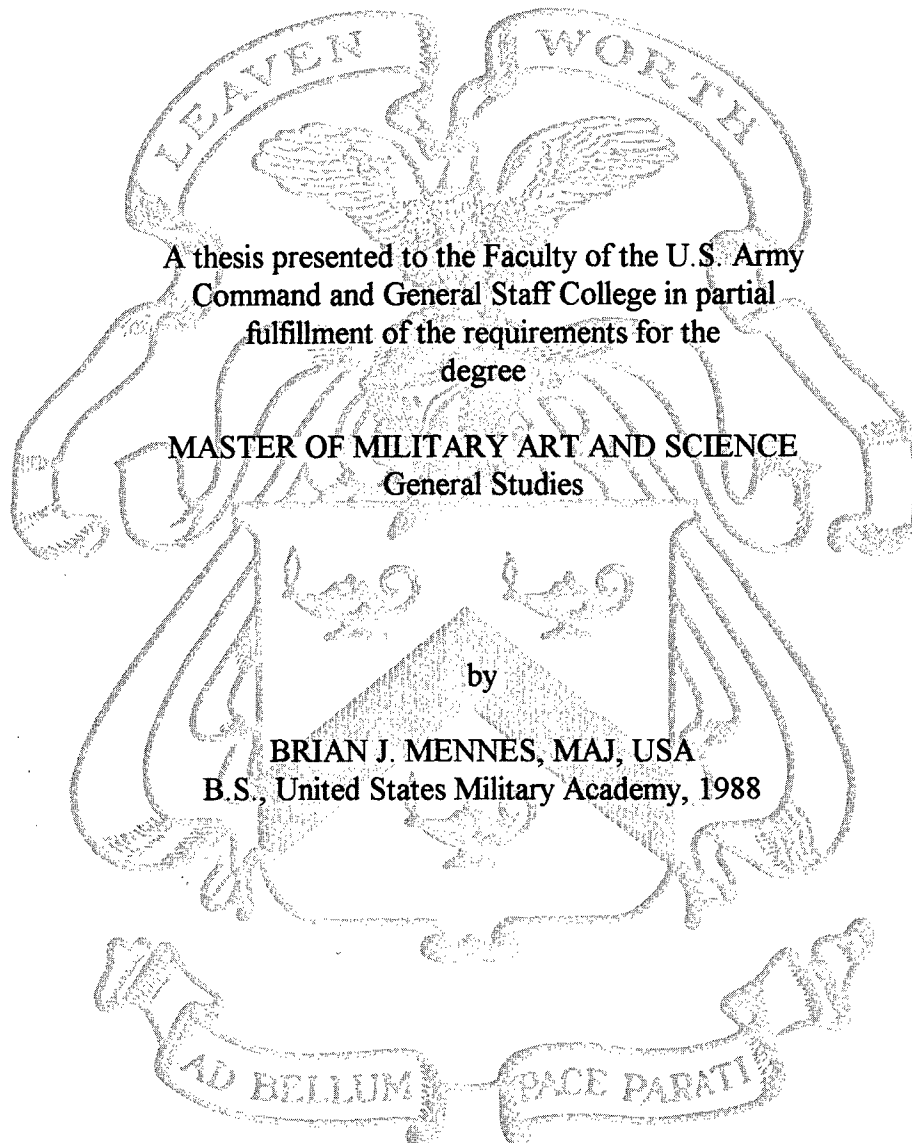 LEAVEN WORTH
A thesis presented to the Faculty of the U.S. Army
Command and General Staff College in partial
fulfillment of the requirements for the
degree
MASTER OF MILITARY ART AND SCIENCE
General Studies
by
BRIAN J. MENNES, MAJ, USA
B.S., United States Military Academy, 1988
AD BELLUM PACE PARATI